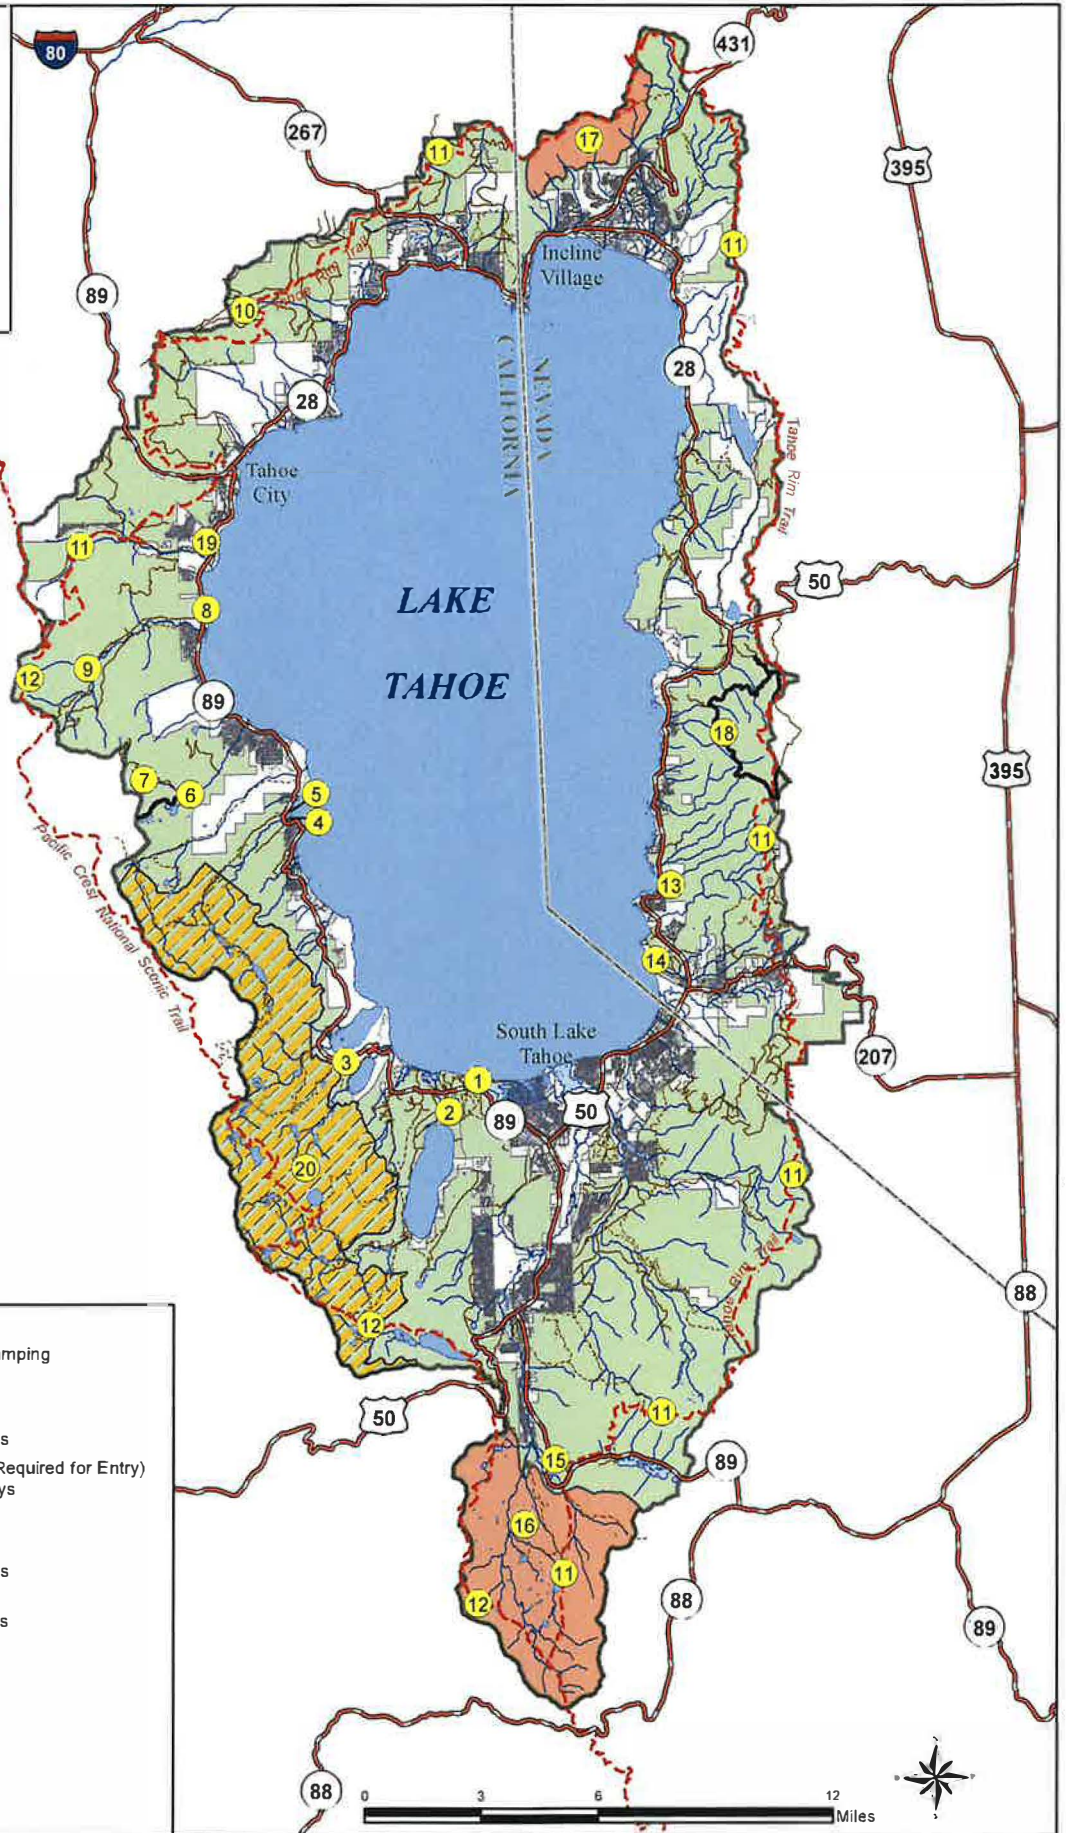 80
431
267
17
11
395
11
Incline
Village
89
10
Tahoe Rim Trail
28
NEVADA
CALIFORNIA
28
Tahoe
City
Tahoe Rim Trail
11
19
50
LAKE
8
TAHOE
12
9
89
18
7
6
5
4
395
11
Pacific Crest National Scenic Trail
13
14
South Lake
Tahoe
207
3
1
2
89
50
20
11
Tahoe Rim Trail
88
12
mping
50
11
s
Required for Entry)
ys
15
89
16
11
s
12
88
s
89
88
0
3
6
12
Miles